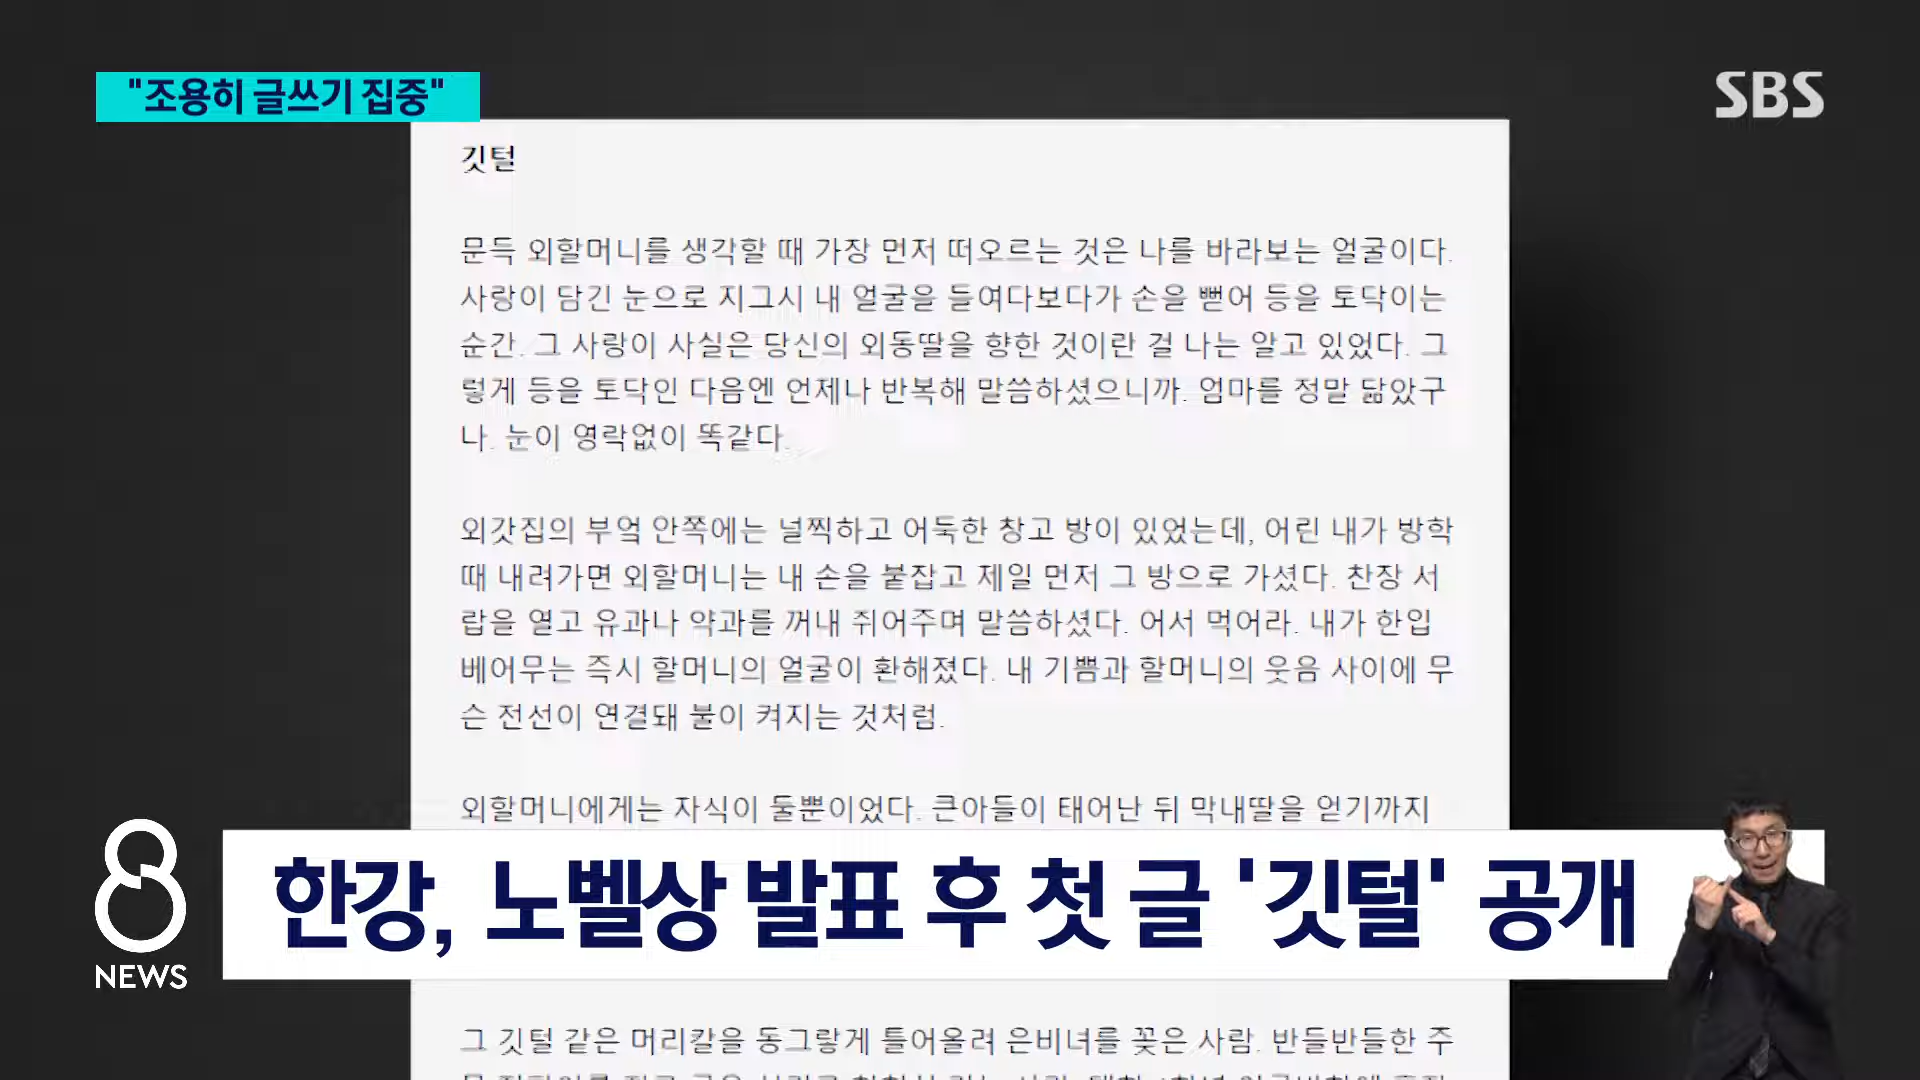 "조용히 글쓰기 집중"
SBS
깃털
문득 외할머니를 생각할 때 가장 먼저 떠오르는 것은 나를 바라보는 얼굴이다.
사랑이 담긴 눈으로 지그시 내 얼굴을 들여다보다가 손을 뻗어 등을 토닥이는
순간. 그 사랑이 사실은 당신의 외동딸을 향한 것이란 걸 나는 알고 있었다. 그
렇게 등을 토닥인 다음엔 언제나 반복해 말씀하셨으니까. 엄마를 정말 닮았구
나. 눈이 영락없이 똑같다.
외갓집의 부엌 안쪽에는 널찍하고 어둑한 창고 방이 있었는데, 어린 내가 방학
때 내려가면 외할머니는 내 손을 붙잡고 제일 먼저 그 방으로 가셨다. 찬장 서
랍을 열고 유과나 약과를 꺼내 쥐어주며 말씀하셨다. 어서 먹어라. 내가 한입
베어무는 즉시 할머니의 얼굴이 환해졌다. 내 기쁨과 할머니의 웃음 사이에 무
슨 전선이 연결돼 불이 켜지는 것처럼.
외할머니에게는 자식이 둘뿐이었다. 큰아들이 태어난 뒤 막내딸을 얻기까지
한강, 노벨상 발표 후 첫 글 '깃털' 공개
8
NEWS
그 깃털 같은 머리칼을 동그랗게 틀어올려 은비녀를 꽂은 사람. 반들반들한 주